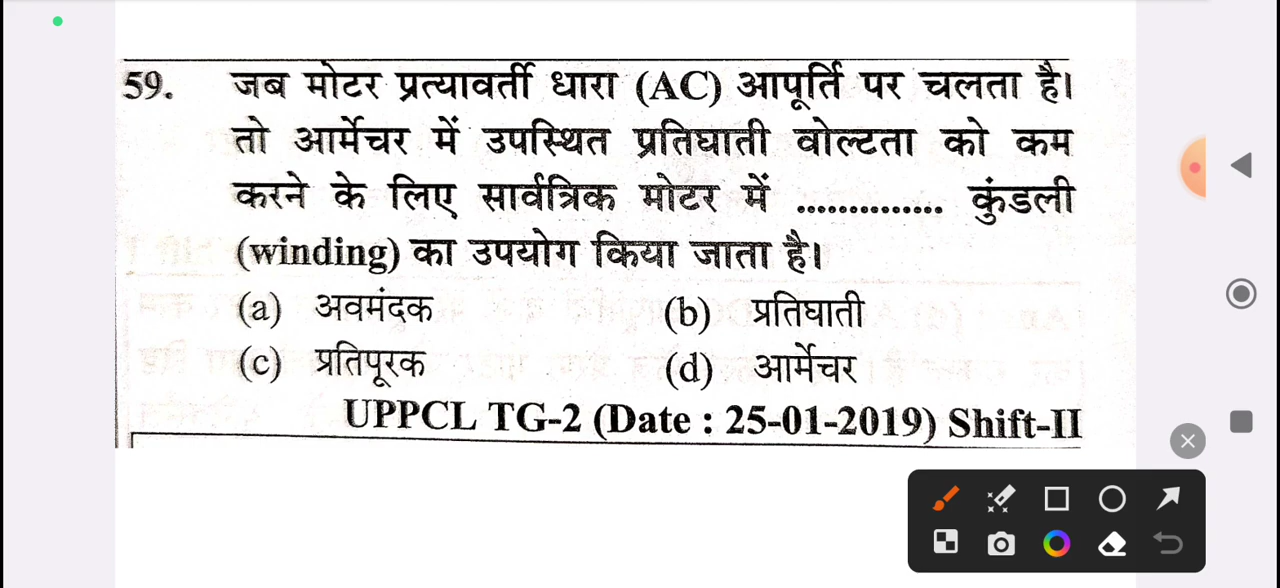 59. जब मोटर प्रत्यावर्ती धारा (AC) आपूर्ति पर चलता है।
तो आर्मेचर में उपस्थित प्रतिघाती वोल्टता को कम
करने के लिए सार्वत्रिक मोटर में .............. कुंडली
(winding) का उपयोग किया जाता है।
(a) अवमंदक (b) प्रतिघाती
(c) प्रतिपूरक (d) आर्मेचर
UPPCL TG-2 (Date : 25-01-2019) Shift-II